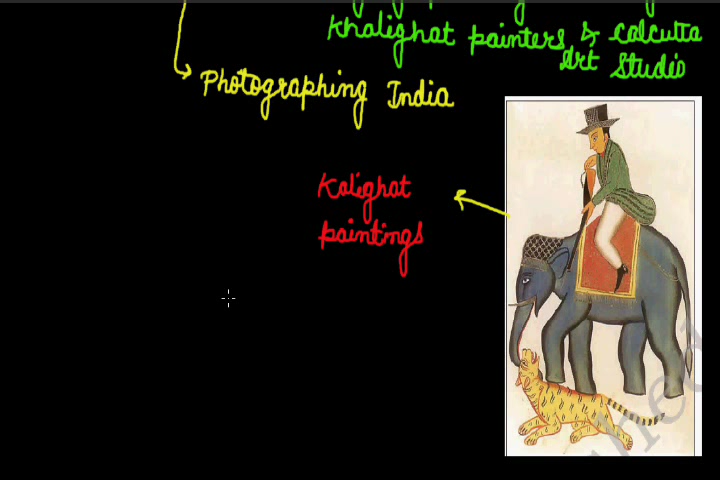 Khalighat painters & calcutta
Art Studio
Photographing India
Kalighat
paintings